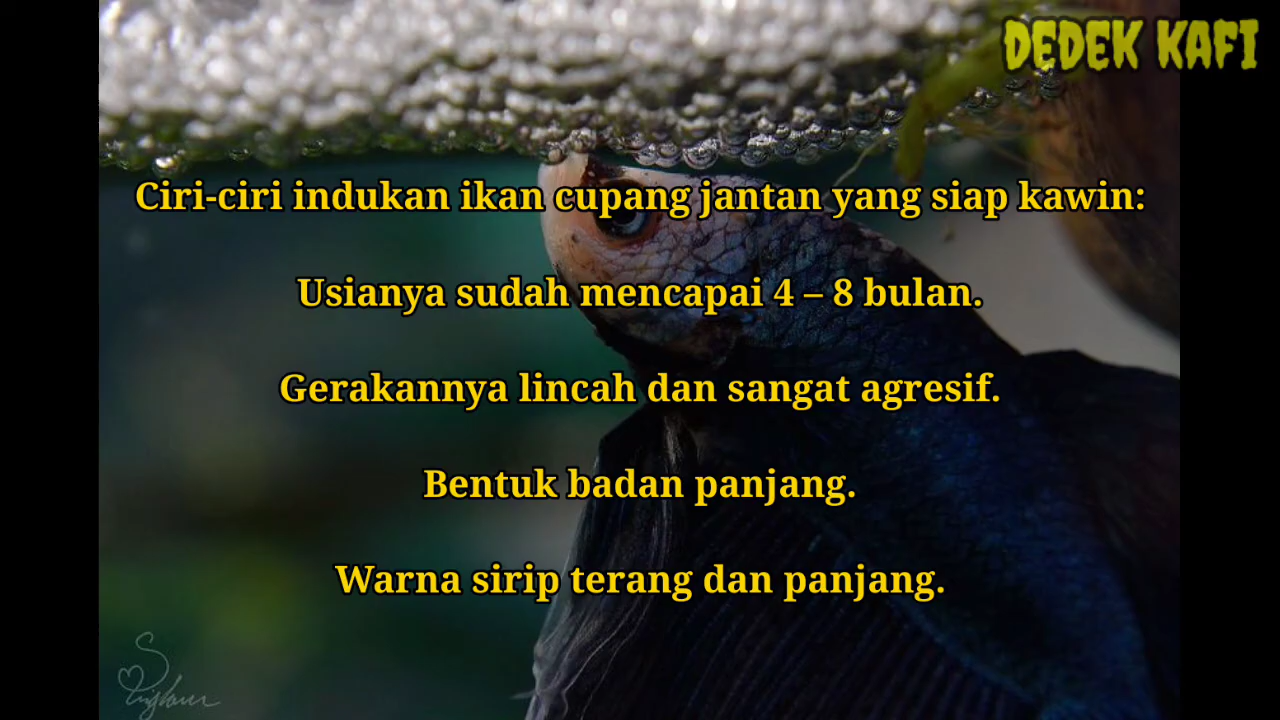 DEDEK KAFI
Ciri-ciri indukan ikan cupang jantan yang siap kawin:
Usianya sudah mencapai 4 – 8 bulan.
Gerakannya lincah dan sangat agresif.
Bentuk badan panjang.
Warna sirip terang dan panjang.